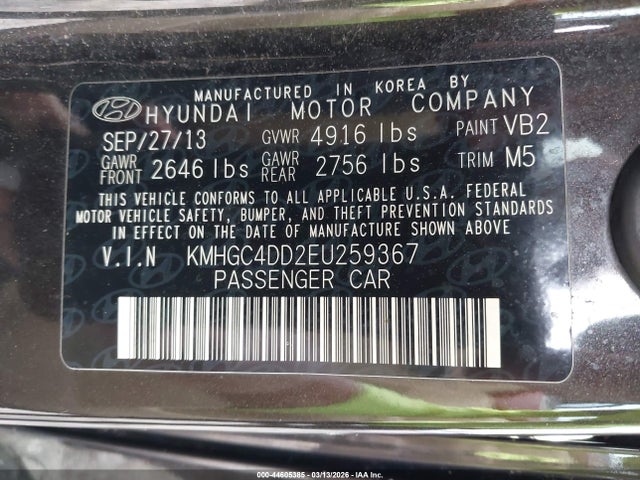 MANUFACTURED IN KOREA BY
HYUNDAI MOTOR COMPANY
SEP/27/13 GVWR 4916 lbs PAINT VB2
GAWR FRONT 2646 lbs GAWR REAR 2756 lbs TRIM M5
THIS VEHICLE CONFORMS TO ALL APPLICABLE U.S.A. FEDERAL
MOTOR VEHICLE SAFETY, BUMPER, AND THEFT PREVENTION
STANDARDS IN EFFECT ON THE DATE OF MANUFACTURE SHOWN ABOVE
V.I.N KMHGC4DD2EU259367
PASSENGER CAR
000-44605385 - 03/13/2026 - IAA Inc.